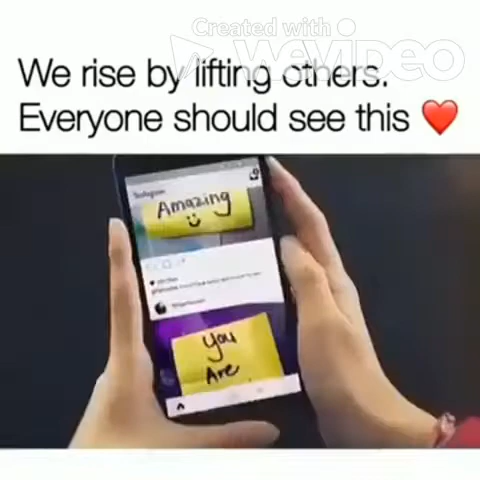 Created with
WEVIDEO
We rise by lifting others.
Everyone should see this ❤️
Instagram
Amazing
You
Are